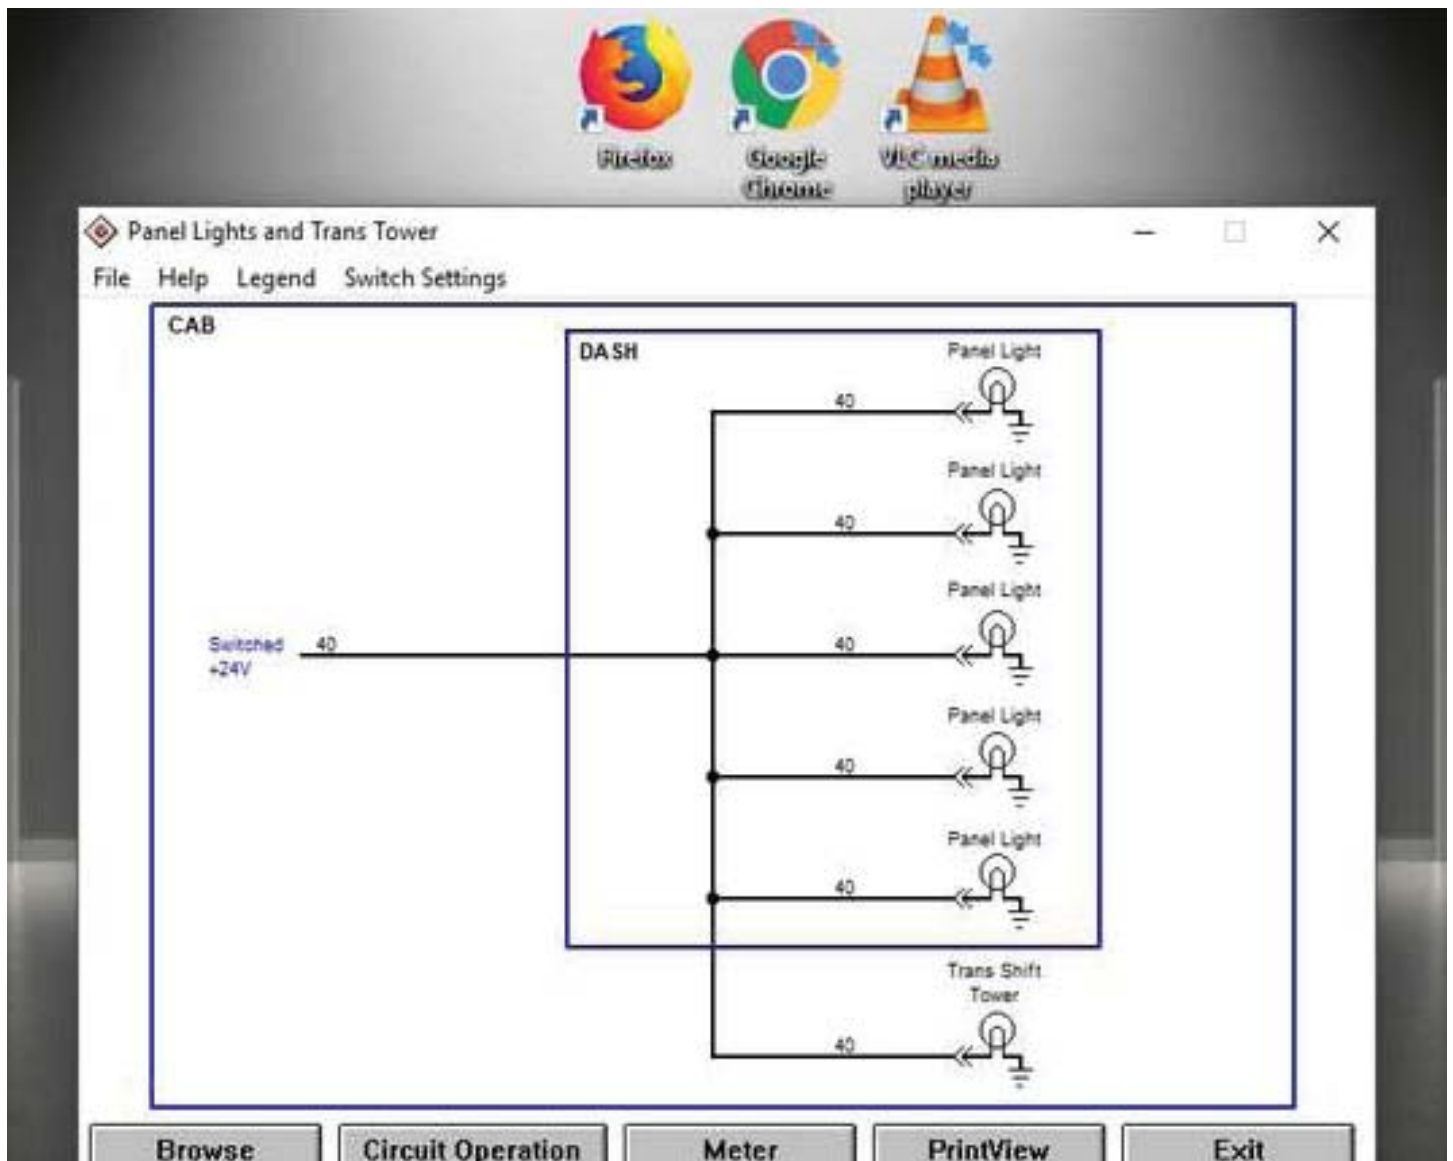 Firefox
Google
Chrome
VLC media
player
Panel Lights and Trans Tower
File Help Legend Switch Settings
CAB
DASH
Panel Light
40
Panel Light
40
Panel Light
Switched 40
+24V
40
Panel Light
40
Panel Light
40
Trans Shift
Tower
40
Browse Circuit Operation Meter PrintView Exit